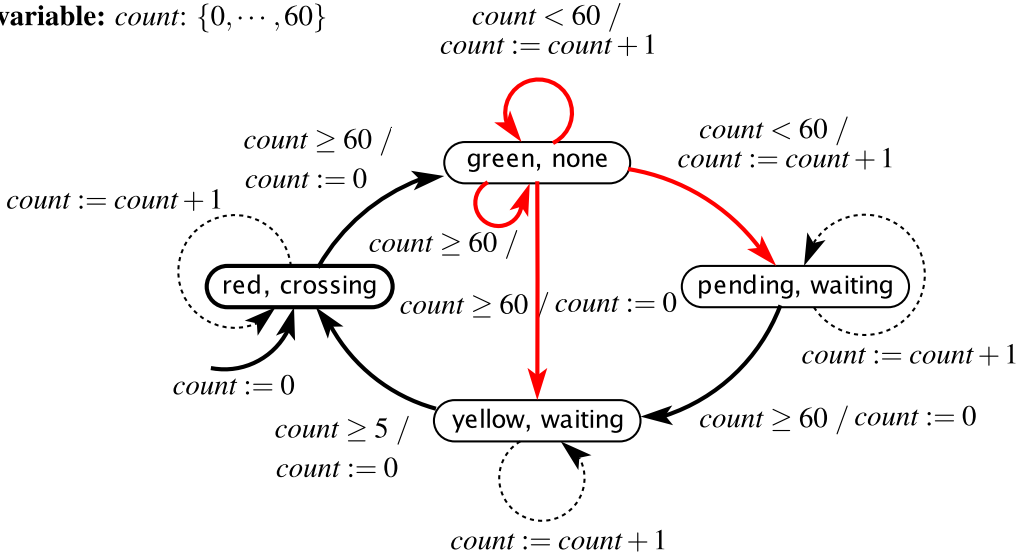 variable: count: {0, ··· , 60}
count < 60 /
count := count + 1
count ≥ 60 /
count := 0
count < 60 /
count := count + 1
green, none
count := count + 1
count ≥ 60 /
red, crossing
pending, waiting
count ≥ 60 / count := 0
count := count + 1
count := 0
yellow, waiting
count ≥ 60 / count := 0
count ≥ 5 /
count := 0
count := count + 1